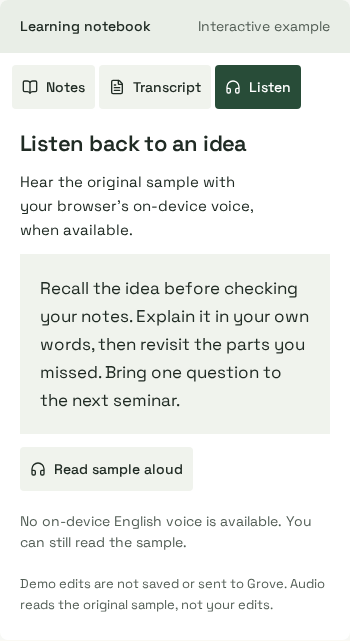 Learning notebook
Interactive example
Notes
Transcript
Listen
Listen back to an idea
Hear the original sample with
your browser’s on-device voice,
when available.
Recall the idea before checking
your notes. Explain it in your own
words, then revisit the parts you
missed. Bring one question to
the next seminar.
Read sample aloud
No on-device English voice is available. You
can still read the sample.
Demo edits are not saved or sent to Grove. Audio
reads the original sample, not your edits.